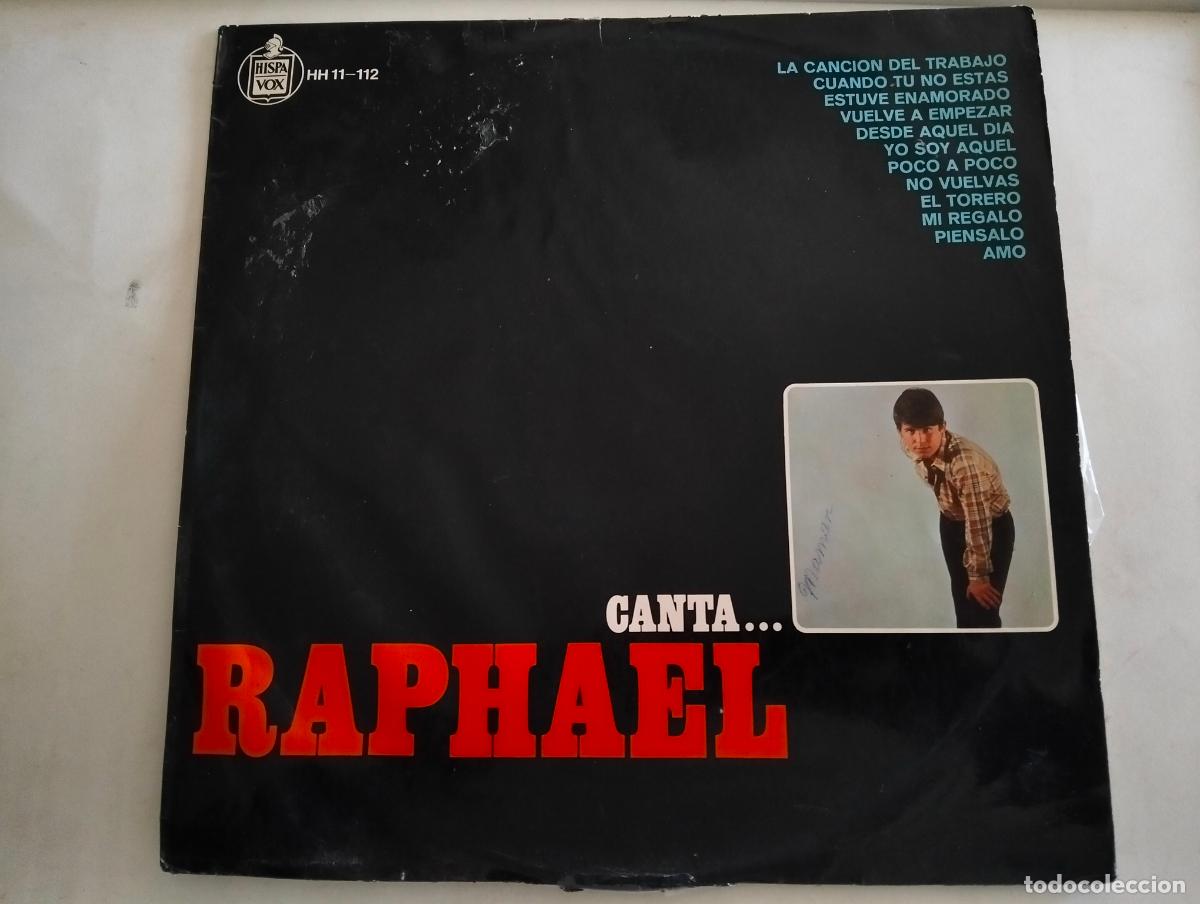 HISPA
VOX
HH 11-112
LA CANCION DEL TRABAJO
CUANDO TU NO ESTAS
ESTUVE ENAMORADO
VUELVE A EMPEZAR
DESDE AQUEL DIA
YO SOY AQUEL
POCO A POCO
NO VUELVAS
EL TORERO
MI REGALO
PIENSALO
AMO
CANTA...
RAPHAEL
todocoleccion